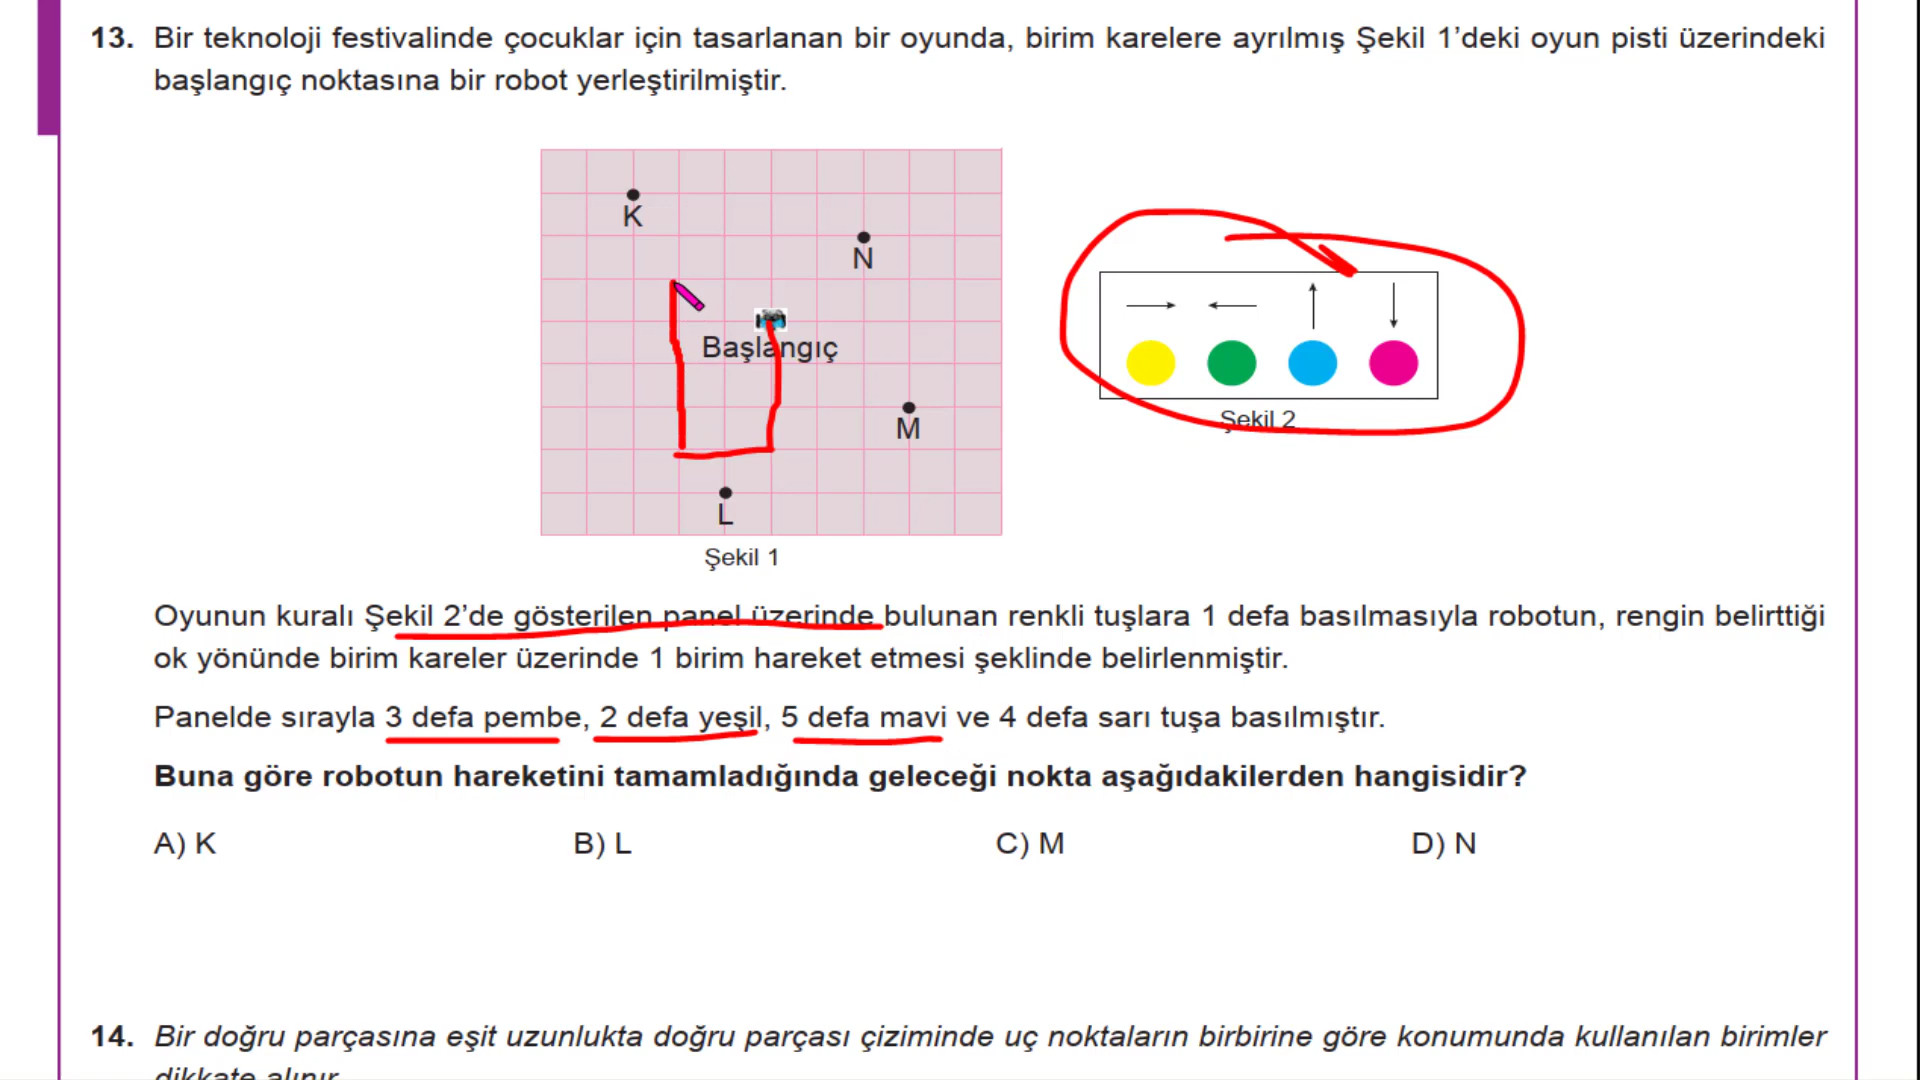 13. Bir teknoloji festivalinde çocuklar için tasarlanan bir oyunda, birim karelere ayrılmış Şekil 1’deki oyun pisti üzerindeki
başlangıç noktasına bir robot yerleştirilmiştir.
K
N
Başlangıç
M
L
Şekil 1
Şekil 2
Oyunun kuralı Şekil 2’de gösterilen panel üzerinde bulunan renkli tuşlara 1 defa basılmasıyla robotun, rengin belirttiği
ok yönünde birim kareler üzerinde 1 birim hareket etmesi şeklinde belirlenmiştir.
Panelde sırayla 3 defa pembe, 2 defa yeşil, 5 defa mavi ve 4 defa sarı tuşa basılmıştır.
Buna göre robotun hareketini tamamladığında geleceği nokta aşağıdakilerden hangisidir?
A) K B) L C) M D) N
14. Bir doğru parçasına eşit uzunlukta doğru parçası çiziminde uç noktaların birbirine göre konumunda kullanılan birimler
dikkate alınır